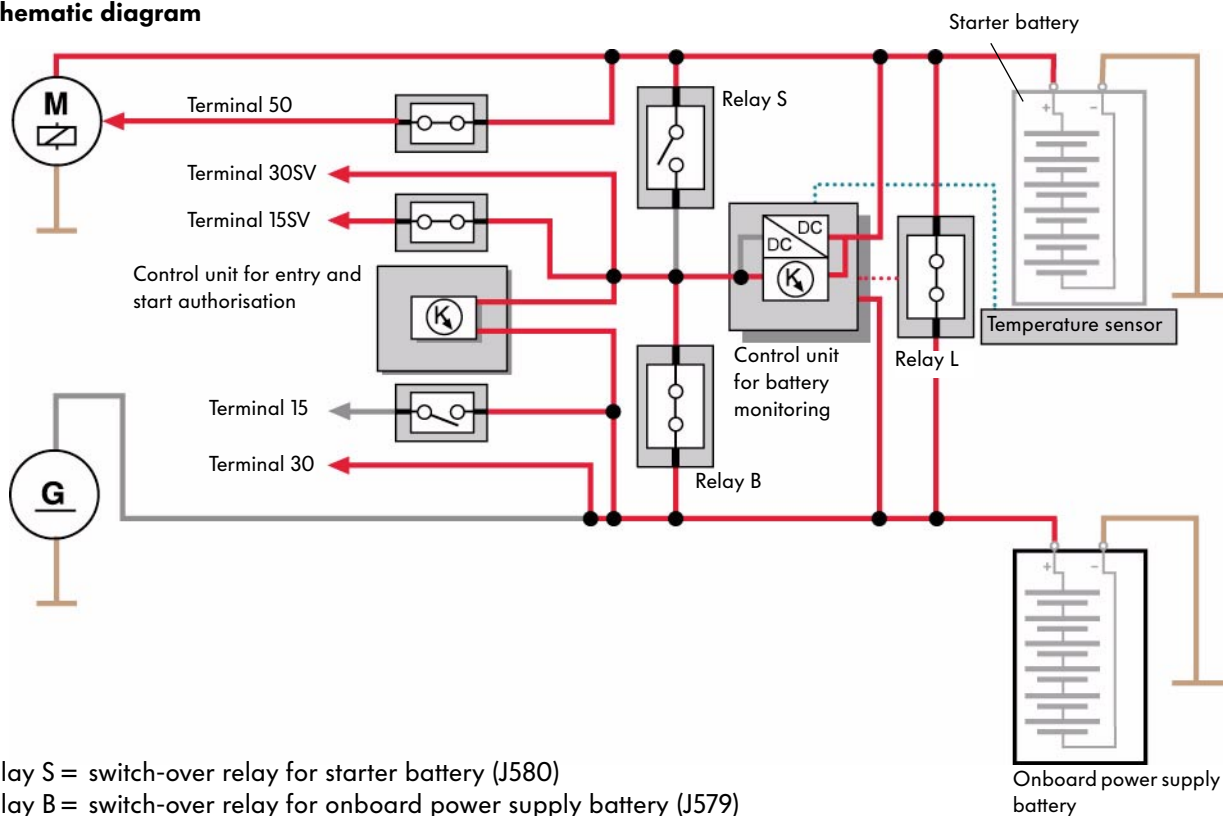 hematic diagram
Starter battery
M
Terminal 50
Relay S
+
-
Terminal 30SV
Terminal 15SV
DC
DC
Control unit for entry and
start authorisation
K
K
Temperature sensor
Control unit
for battery
monitoring
Relay L
Terminal 15
Terminal 30
Relay B
G
+
-
lay S = switch-over relay for starter battery (J580)
lay B = switch-over relay for onboard power supply battery (J579)
Onboard power supply
battery